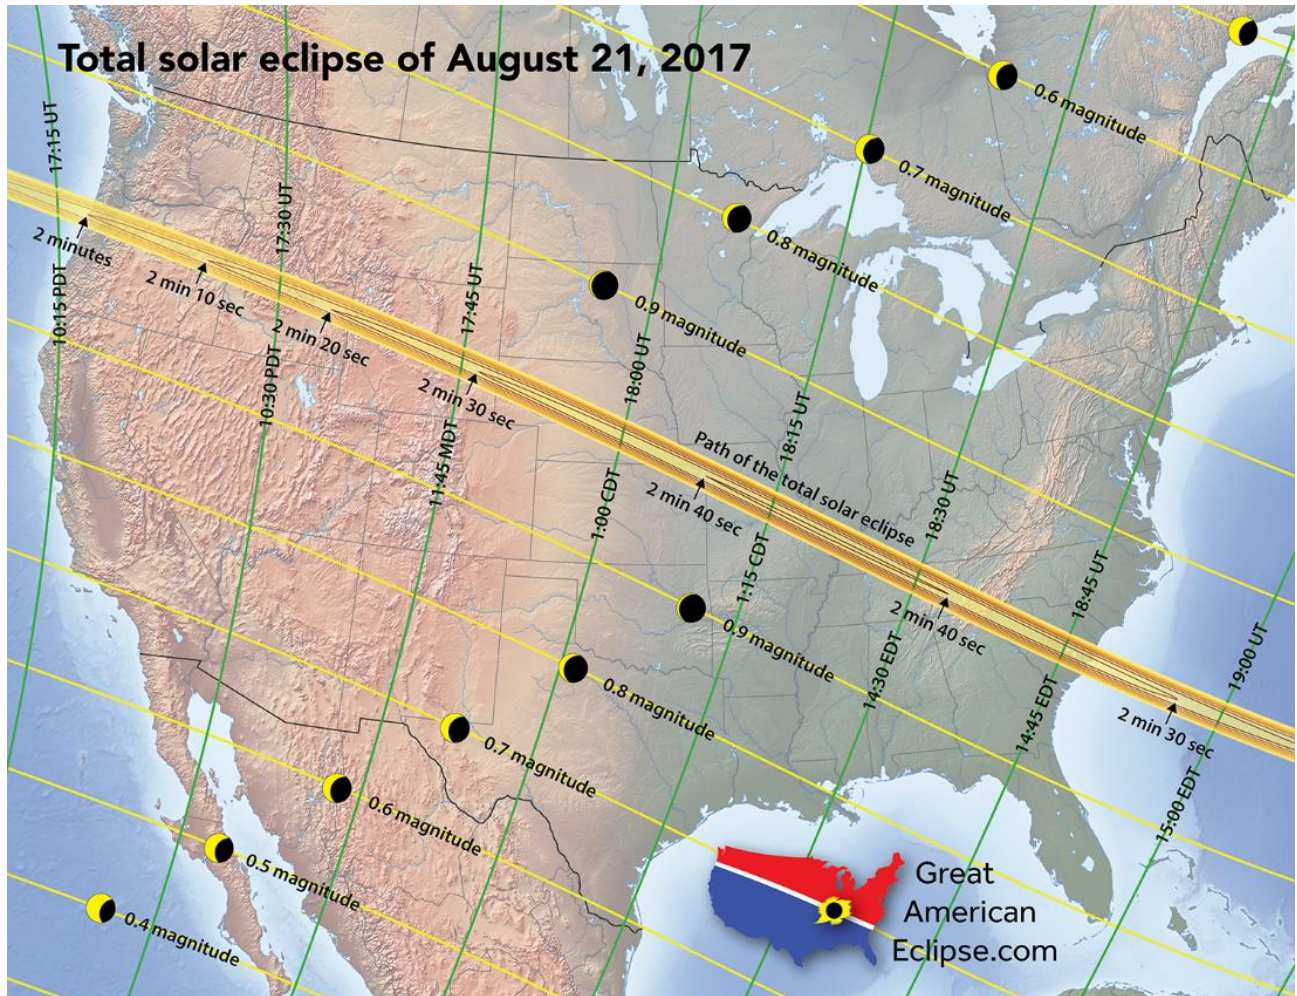 Total solar eclipse of August 21, 2017
0.6 magnitude
0.7 magnitude
0.8 magnitude
0.9 magnitude
17:15 UT
17:30 UT
17:45 UT
18:00 UT
18:15 UT
18:30 UT
18:45 UT
19:00 UT
2 minutes
2 min 10 sec
2 min 20 sec
2 min 30 sec
2 min 40 sec
Path of the total solar eclipse
2 min 40 sec
2 min 30 sec
10:15 PDT
10:30 PDT
11:45 MDT
1:00 CDT
1:15 CDT
14:30 EDT
14:45 EDT
15:00 EDT
0.9 magnitude
0.8 magnitude
0.7 magnitude
0.6 magnitude
0.5 magnitude
0.4 magnitude
Great
American
Eclipse.com